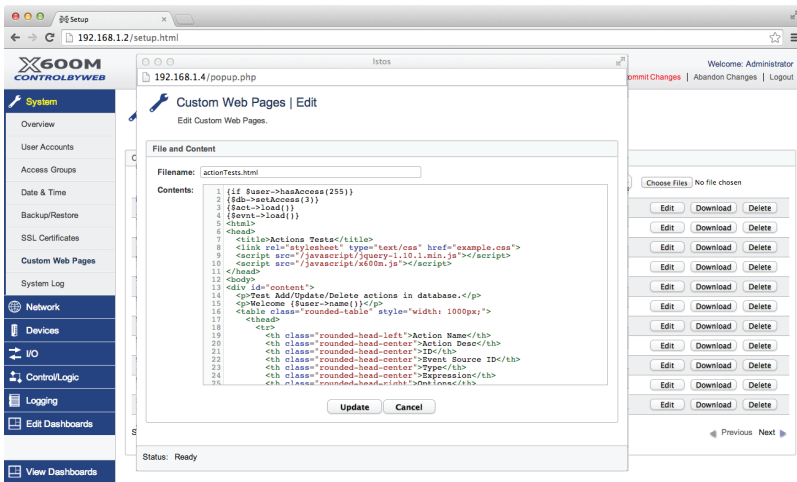 Setup
192.168.1.2/setup.html
X600M
CONTROLBYWEB
Welcome: Administrator
ommit Changes | Abandon Changes | Logout
System
Overview
User Accounts
Access Groups
Date & Time
Backup/Restore
SSL Certificates
Custom Web Pages
System Log
Network
Devices
I/O
Control/Logic
Logging
Edit Dashboards
View Dashboards
Istos
192.168.1.4/popup.php
Custom Web Pages | Edit
Edit Custom Web Pages.
File and Content
Filename: actionTests.html
Contents:
1 {if $user->hasAccess(255)}
2 {$db->setAccess(3)}
3 {$act->load()}
4 {$evnt->load()}
5 <html>
6 <head>
7 <title>Actions Tests</title>
8 <link rel="stylesheet" type="text/css" href="example.css">
9 <script src="/javascript/jquery-1.10.1.min.js"></script>
10 <script src="/javascript/x600m.js"></script>
11 </head>
12 <body>
13 <div id="content">
14 <p>Test Add/Update/Delete actions in database.</p>
15 <p>Welcome {$user->name()}</p>
16 <table class="rounded-table" style="width: 1000px;">
17 <thead>
18 <tr>
19 <th class="rounded-head-left">Action Name</th>
20 <th class="rounded-head-center">Action Desc</th>
21 <th class="rounded-head-center">ID</th>
22 <th class="rounded-head-center">Event Source ID</th>
23 <th class="rounded-head-center">Type</th>
24 <th class="rounded-head-center">Expression</th>
25 <th class="rounded-head-right">Options</th>
Update Cancel
Status: Ready
Choose Files No file chosen
Edit Download Delete
Edit Download Delete
Edit Download Delete
Edit Download Delete
Edit Download Delete
Edit Download Delete
Edit Download Delete
Edit Download Delete
Edit Download Delete
Edit Download Delete
Edit Download Delete
Previous Next